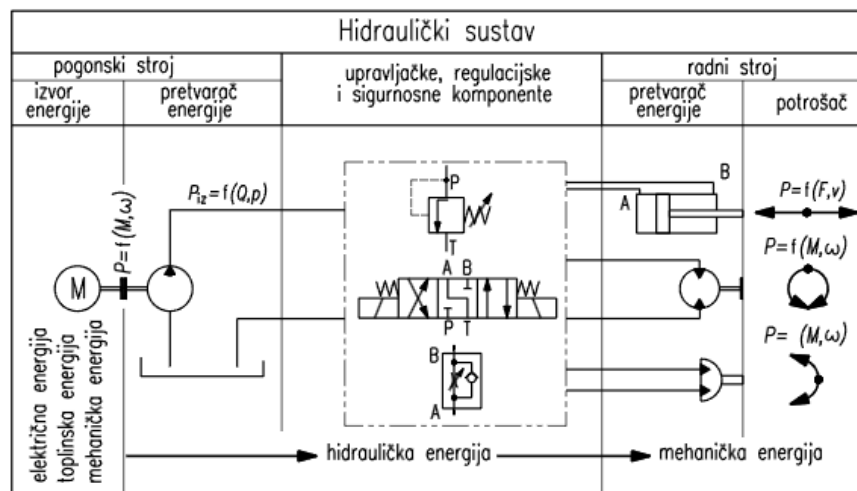 Hidraulički sustav
pogonski stroj
upravljačke, regulacijske
i sigurnosne komponente
radni stroj
izvor
energije
pretvarač
energije
pretvarač
energije
potrošač
P=f(M,ω)
P_iz=f(Q,p)
M
P
T
A B
P T
B
A
A
B
P=f(F,v)
P=f(M,ω)
P= (M,ω)
električna energija
toplinska energija
mehanička energija
hidraulička energija
mehanička energija